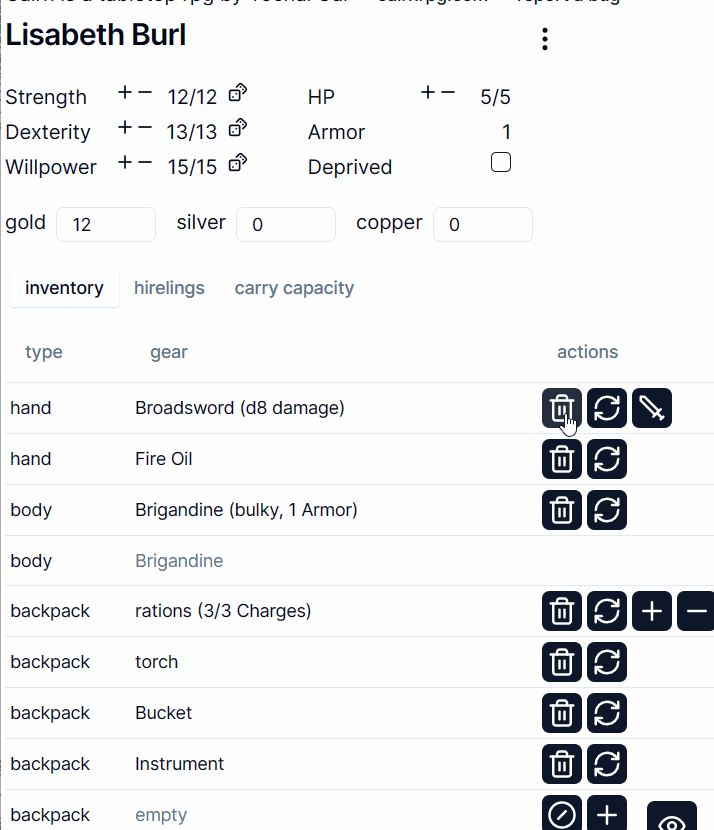 Lisabeth Burl
Strength + − 12/12 HP + − 5/5
Dexterity + − 13/13 Armor 1
Willpower + − 15/15 Deprived
gold 12 silver 0 copper 0
inventory hirelings carry capacity
type gear actions
hand Broadsword (d8 damage)
hand Fire Oil
body Brigandine (bulky, 1 Armor)
body Brigandine
backpack rations (3/3 Charges) + −
backpack torch
backpack Bucket
backpack Instrument
backpack empty +